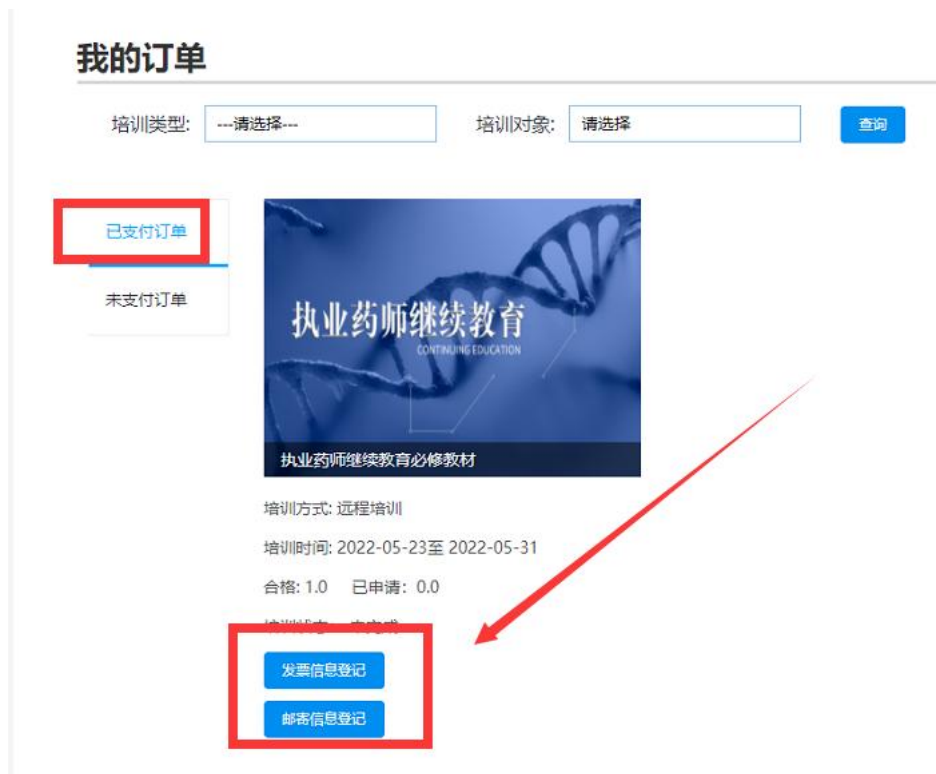 我的订单
培训类型: ---请选择--- 培训对象: 请选择 查询
已支付订单
未支付订单
执业药师继续教育
CONTINUING EDUCATION
执业药师继续教育必修教材
培训方式: 远程培训
培训时间: 2022-05-23至 2022-05-31
合格: 1.0 已申请: 0.0
发票信息登记
邮寄信息登记